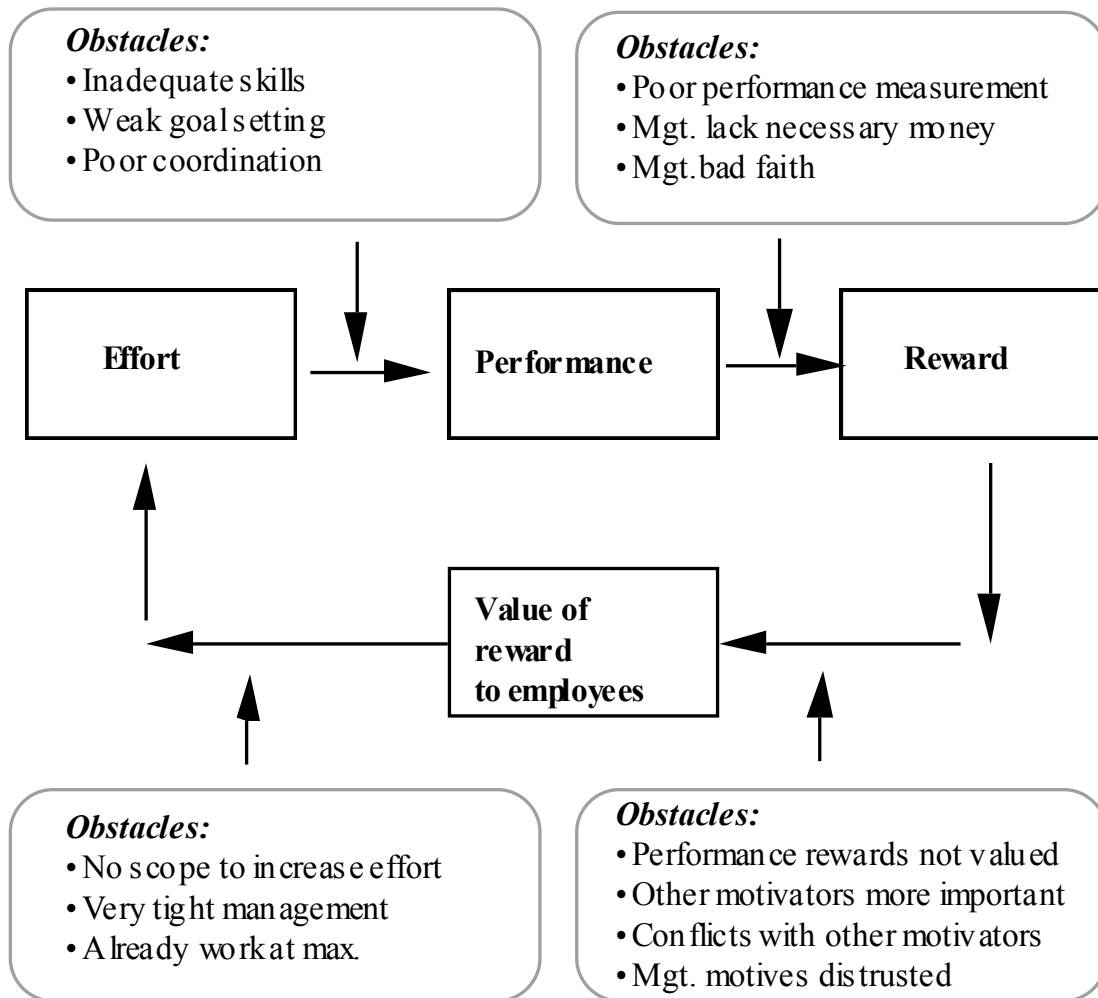 Obstacles:
• Inadequate skills
• Weak goal setting
• Poor coordination
Obstacles:
• Poor performance measurement
• Mgt. lack necessary money
• Mgt. bad faith
Effort
Performance
Reward
Value of
reward
to employees
Obstacles:
• No scope to increase effort
• Very tight management
• Already work at max.
Obstacles:
• Performance rewards not valued
• Other motivators more important
• Conflicts with other motivators
• Mgt. motives distrusted